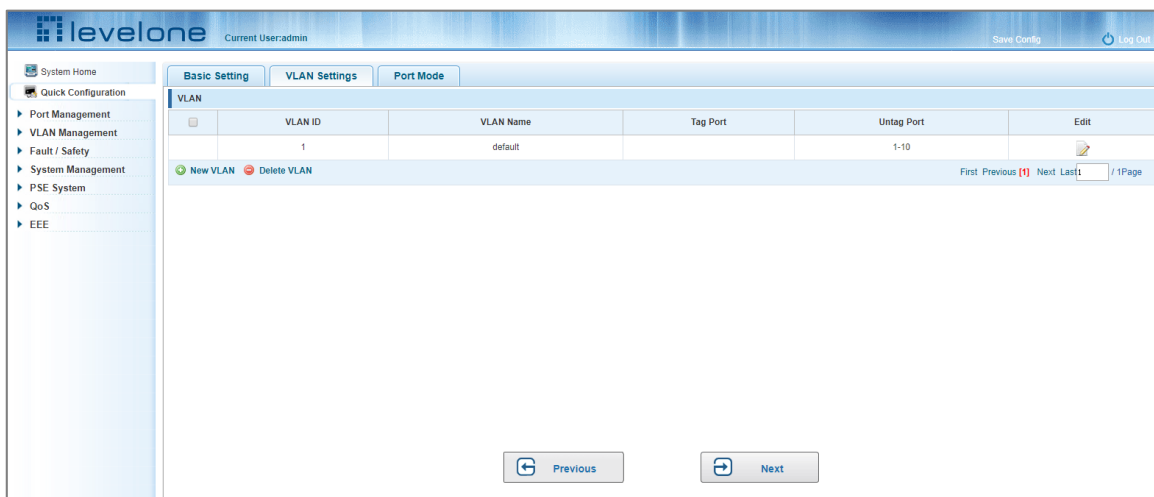 levelone Current User:admin Save Config Log Out
System Home
Quick Configuration
Port Management
VLAN Management
Fault / Safety
System Management
PSE System
QoS
EEE
Basic Setting VLAN Settings Port Mode
VLAN
VLAN ID VLAN Name Tag Port Untag Port Edit
1 default 1-10
New VLAN Delete VLAN First Previous [1] Next Last 1 / 1Page
Previous Next